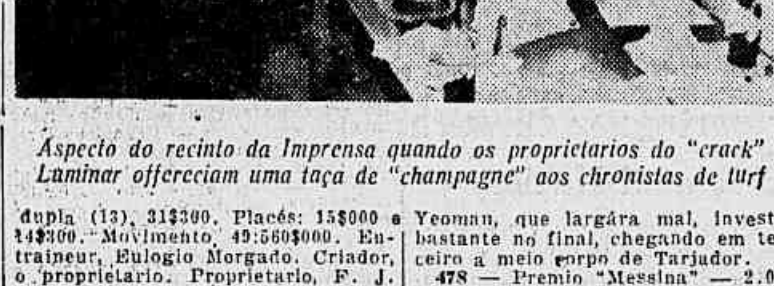 Aspecto do recinto da Imprensa quando os proprietarios do "crack"
Luminar offereciam uma taça de "champagne" aos chronistas de turf
dupla (13), 31$300. Placés: 15$000 e
14$300. Movimento, 49:560$000. En-
traineur, Eulogio Morgado. Criador,
o proprietario. Proprietario, F. J.
Yeoman, que largára mal, invest
bastante no final, chegando em te
ceiro a meio corpo de Tarjador.
478 — Premio "Messina" — 2.0